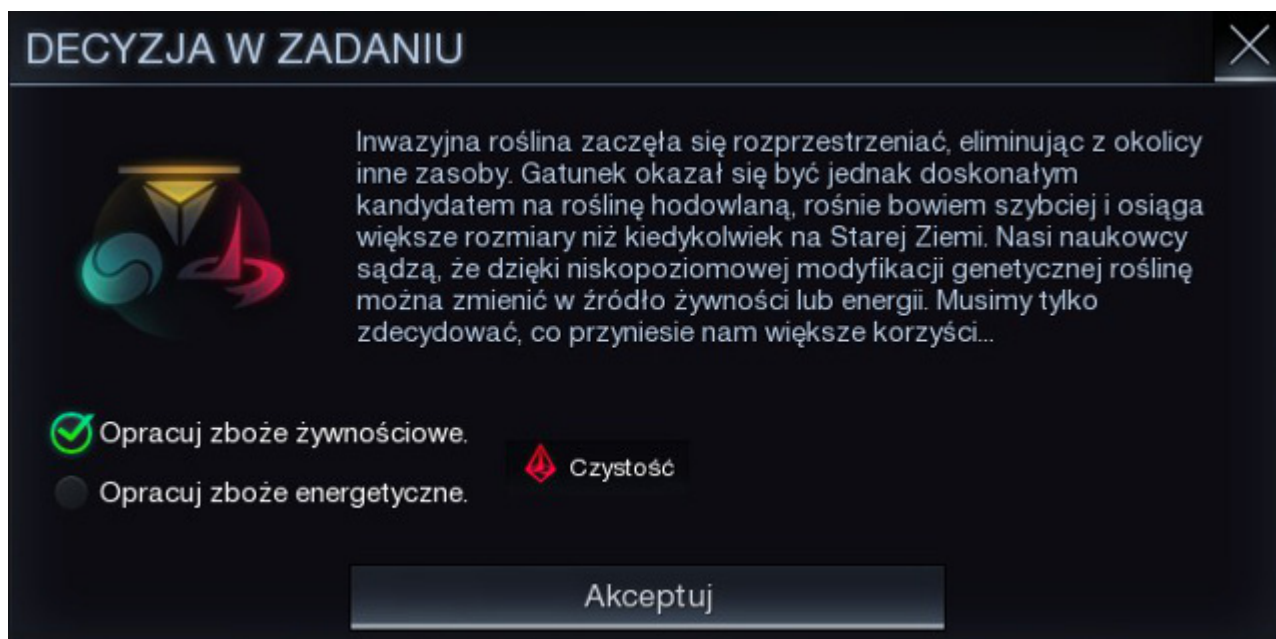 DECYZJA W ZADANIU
Inwazyjna roślina zaczęła się rozprzestrzeniać, eliminując z okolicy
inne zasoby. Gatunek okazał się być jednak doskonałym
kandydatem na roślinę hodowlaną, rośnie bowiem szybciej i osiąga
większe rozmiary niż kiedykolwiek na Starej Ziemi. Nasi naukowcy
sądzą, że dzięki niskopoziomowej modyfikacji genetycznej roślinę
można zmienić w źródło żywności lub energii. Musimy tylko
zdecydować, co przyniesie nam większe korzyści...
Opracuj zboże żywnościowe.
Czystość
Opracuj zboże energetyczne.
Akceptuj